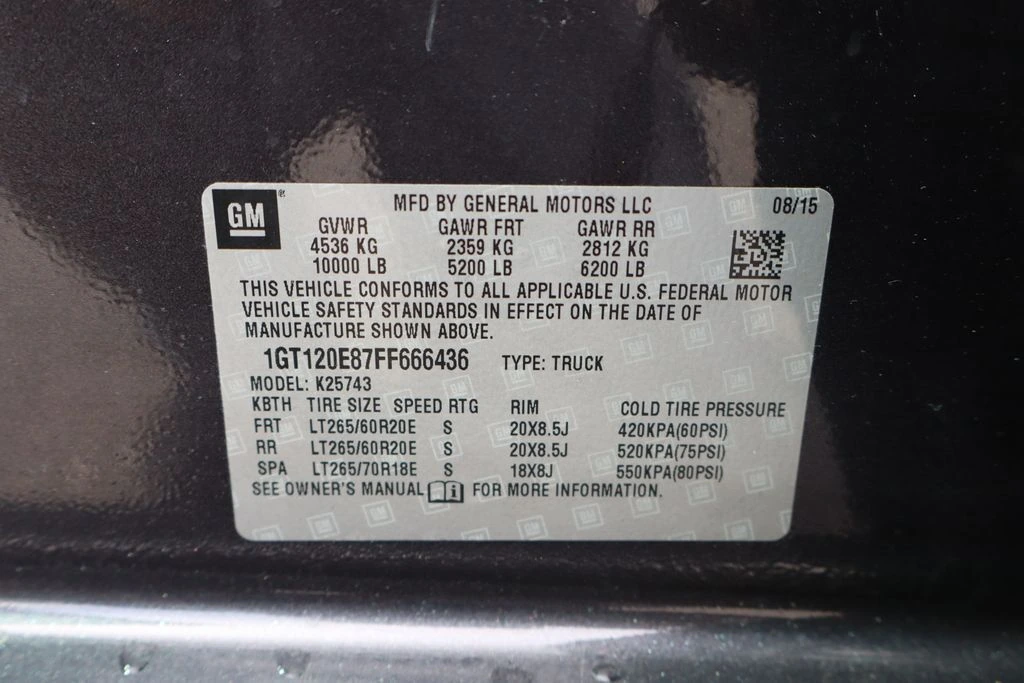 GM ® MFD BY GENERAL MOTORS LLC 08/15
GVWR GAWR FRT GAWR RR
4536 KG 2359 KG 2812 KG
10000 LB 5200 LB 6200 LB
THIS VEHICLE CONFORMS TO ALL APPLICABLE U.S. FEDERAL MOTOR
VEHICLE SAFETY STANDARDS IN EFFECT ON THE DATE OF
MANUFACTURE SHOWN ABOVE.
1GT120E87FF666436 TYPE: TRUCK
MODEL: K25743
KBTH TIRE SIZE SPEED RTG RIM COLD TIRE PRESSURE
FRT LT265/60R20E S 20X8.5J 420KPA(60PSI)
RR LT265/60R20E S 20X8.5J 520KPA(75PSI)
SPA LT265/70R18E S 18X8J 550KPA(80PSI)
SEE OWNER'S MANUAL i FOR MORE INFORMATION.